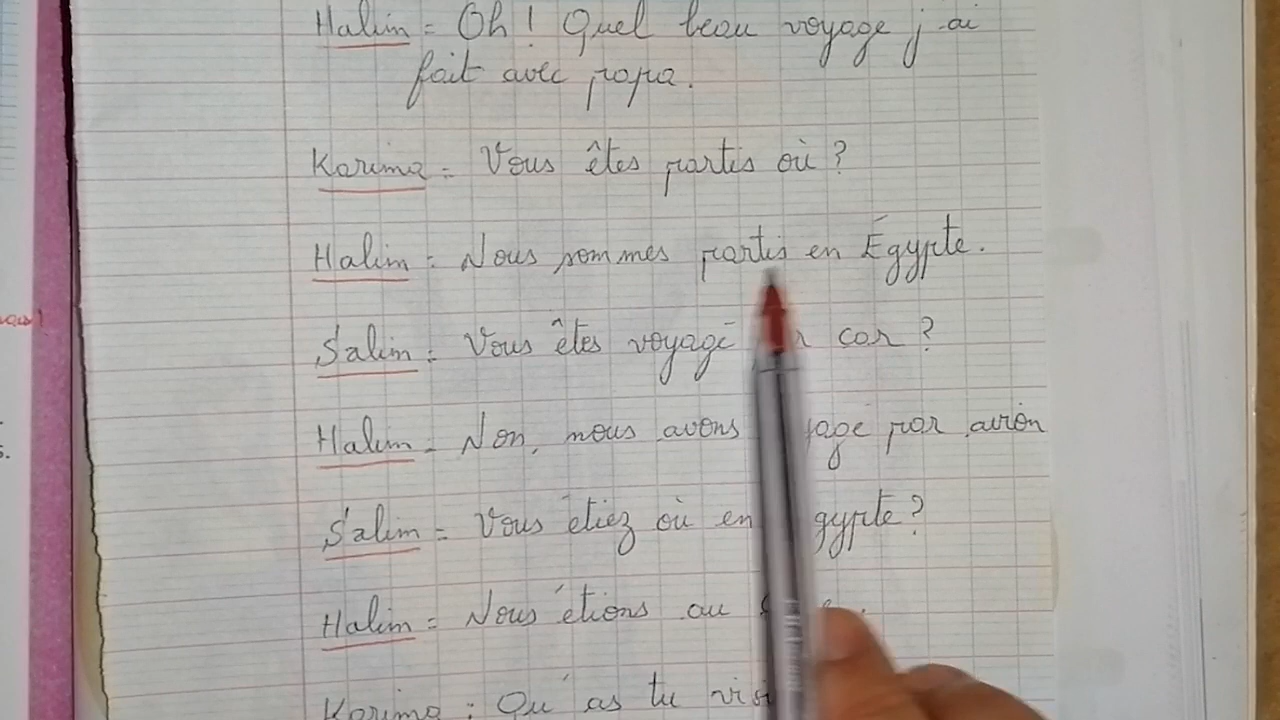 Halim = Oh ! Quel beau voyage j'ai
fait avec papa.
Karima = Vous êtes partis où ?
Halim = Nous sommes partis en Égypte.
Salim = Vous êtes voyagé car ?
Halim = Non, nous avons par avion
Salim = Vous étiez où en gypte ?
Halim = Nous étions au
Karima : Qu'as tu